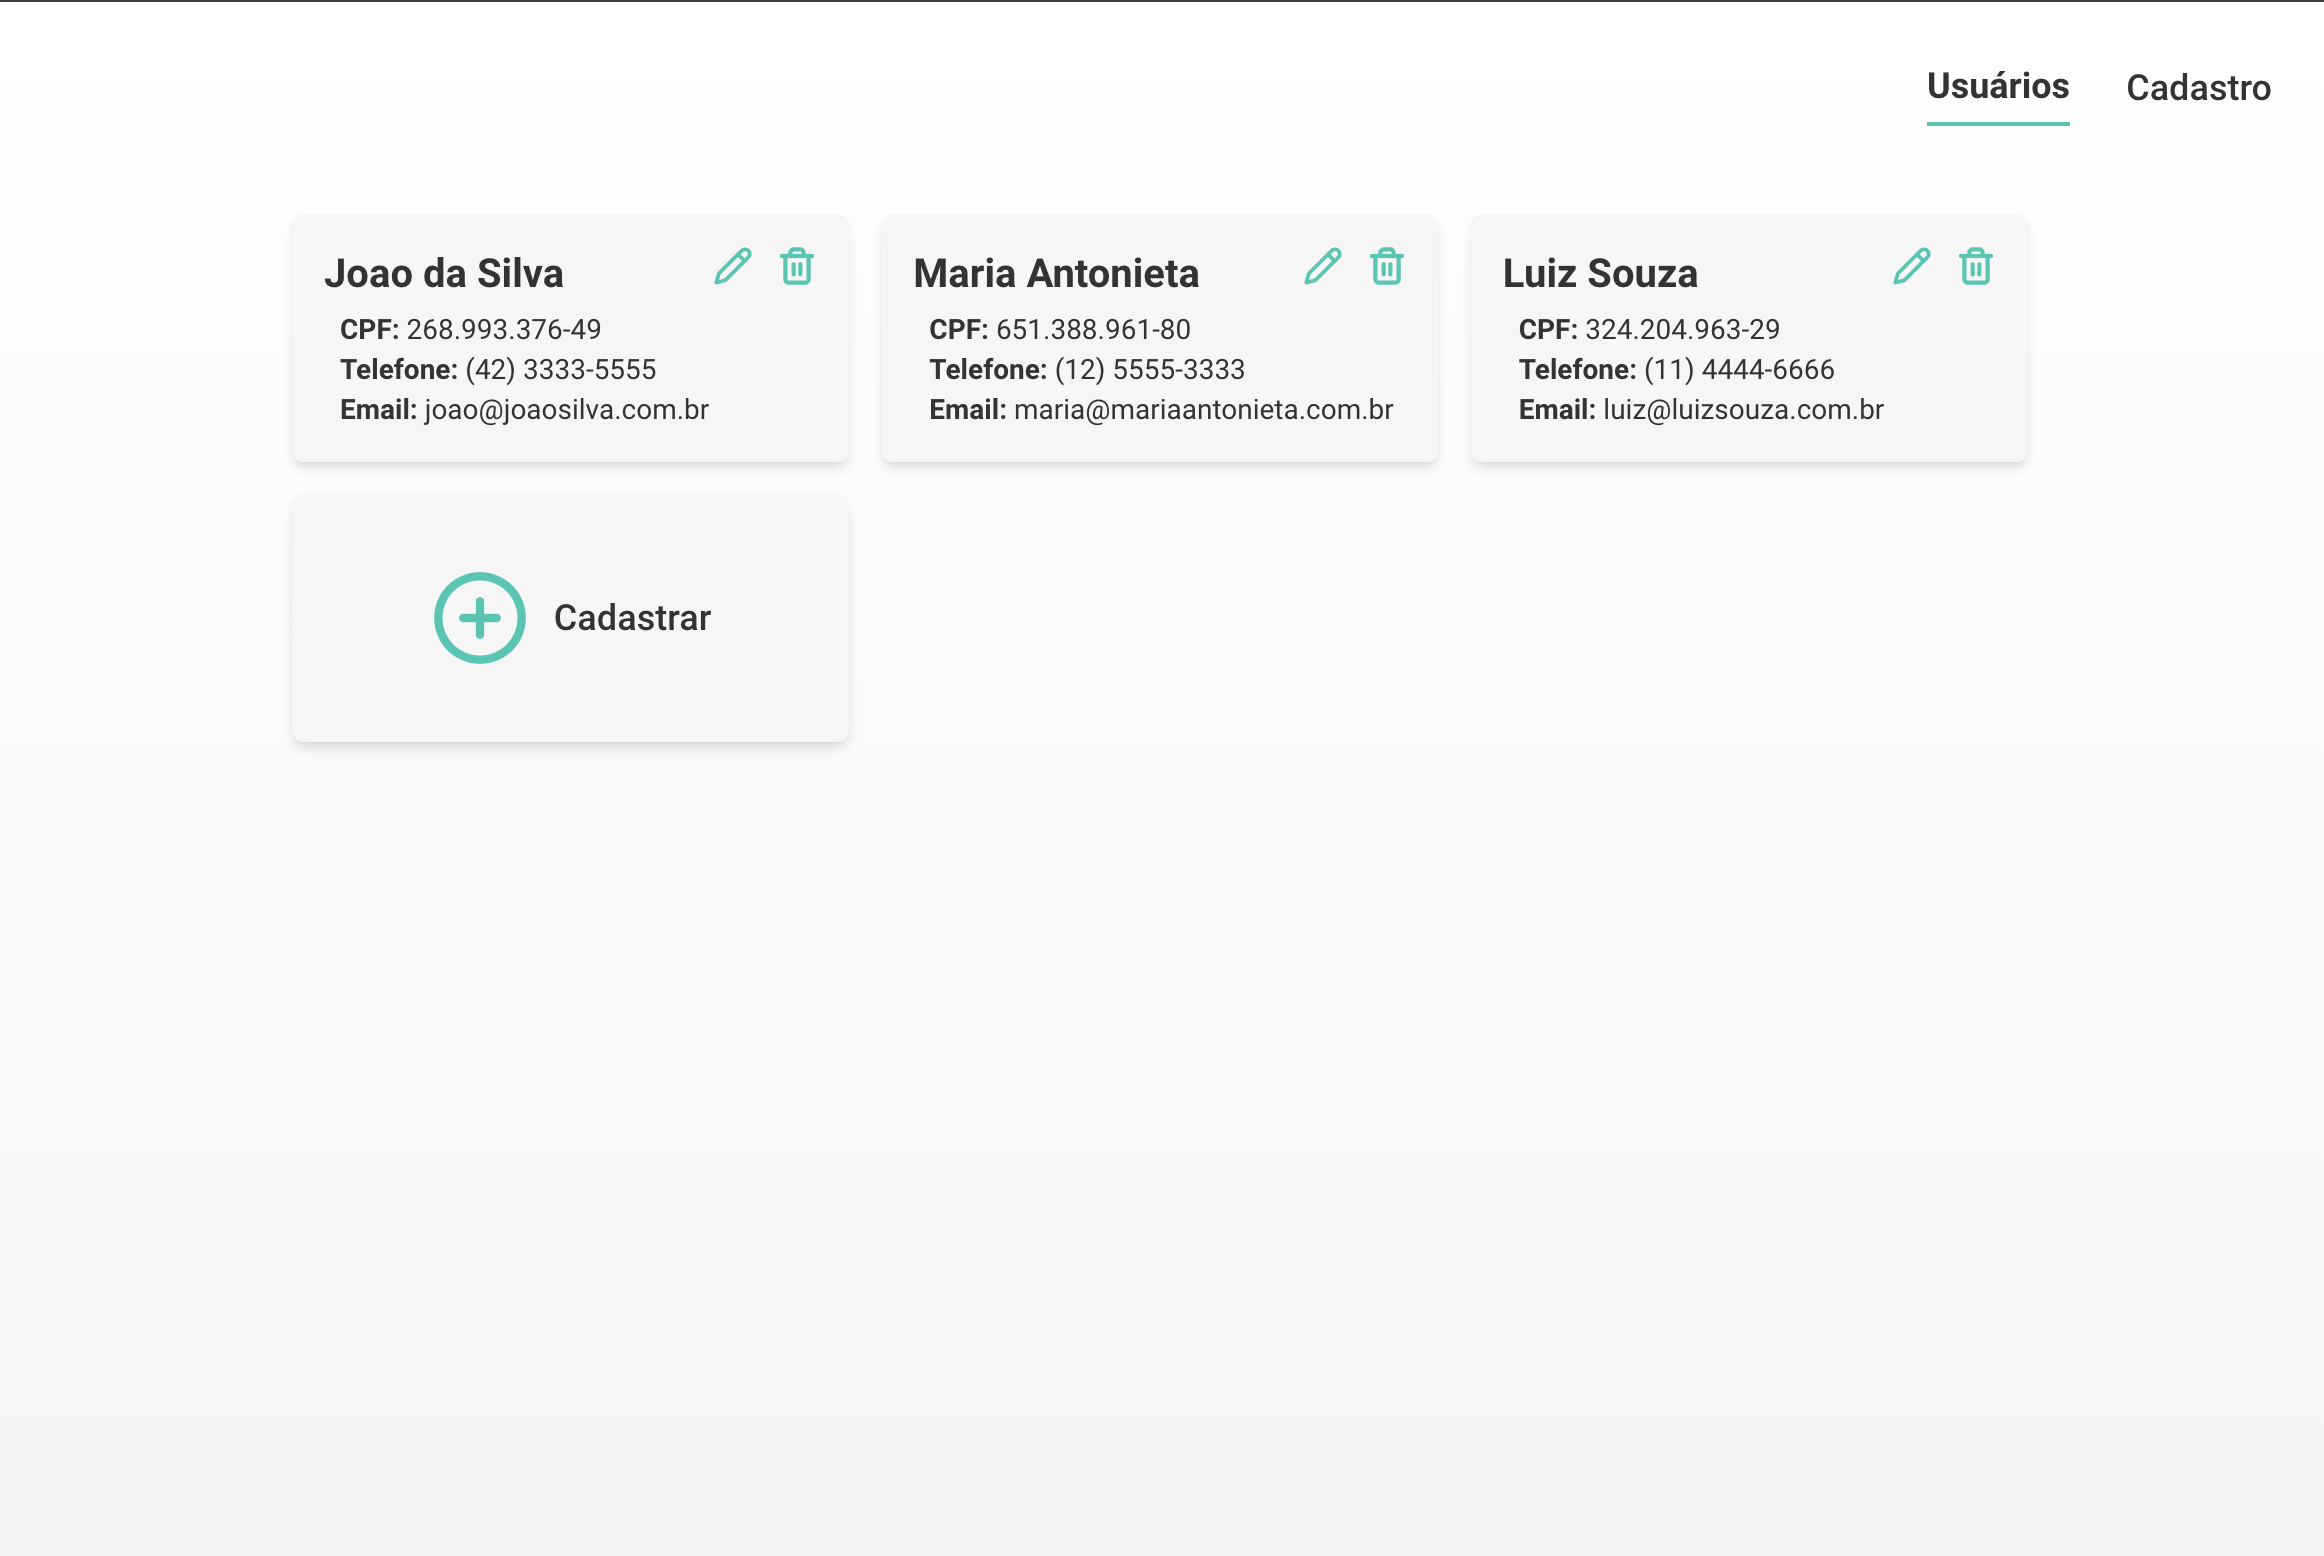 Usuários
Cadastro
Joao da Silva
CPF: 268.993.376-49
Telefone: (42) 3333-5555
Email: joao@joaosilva.com.br
Maria Antonieta
CPF: 651.388.961-80
Telefone: (12) 5555-3333
Email: maria@mariaantonieta.com.br
Luiz Souza
CPF: 324.204.963-29
Telefone: (11) 4444-6666
Email: luiz@luizsouza.com.br
Cadastrar